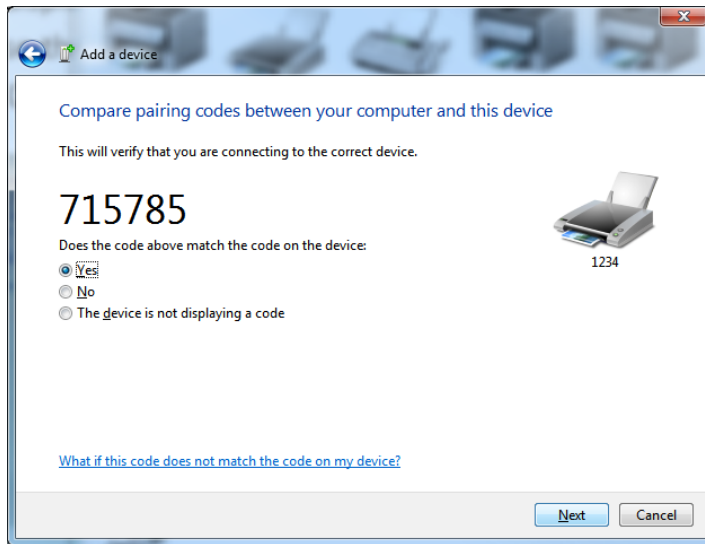 Add a device
Compare pairing codes between your computer and this device
This will verify that you are connecting to the correct device.
715785
Does the code above match the code on the device:
1234
Yes
No
The device is not displaying a code
What if this code does not match the code on my device?
Next
Cancel